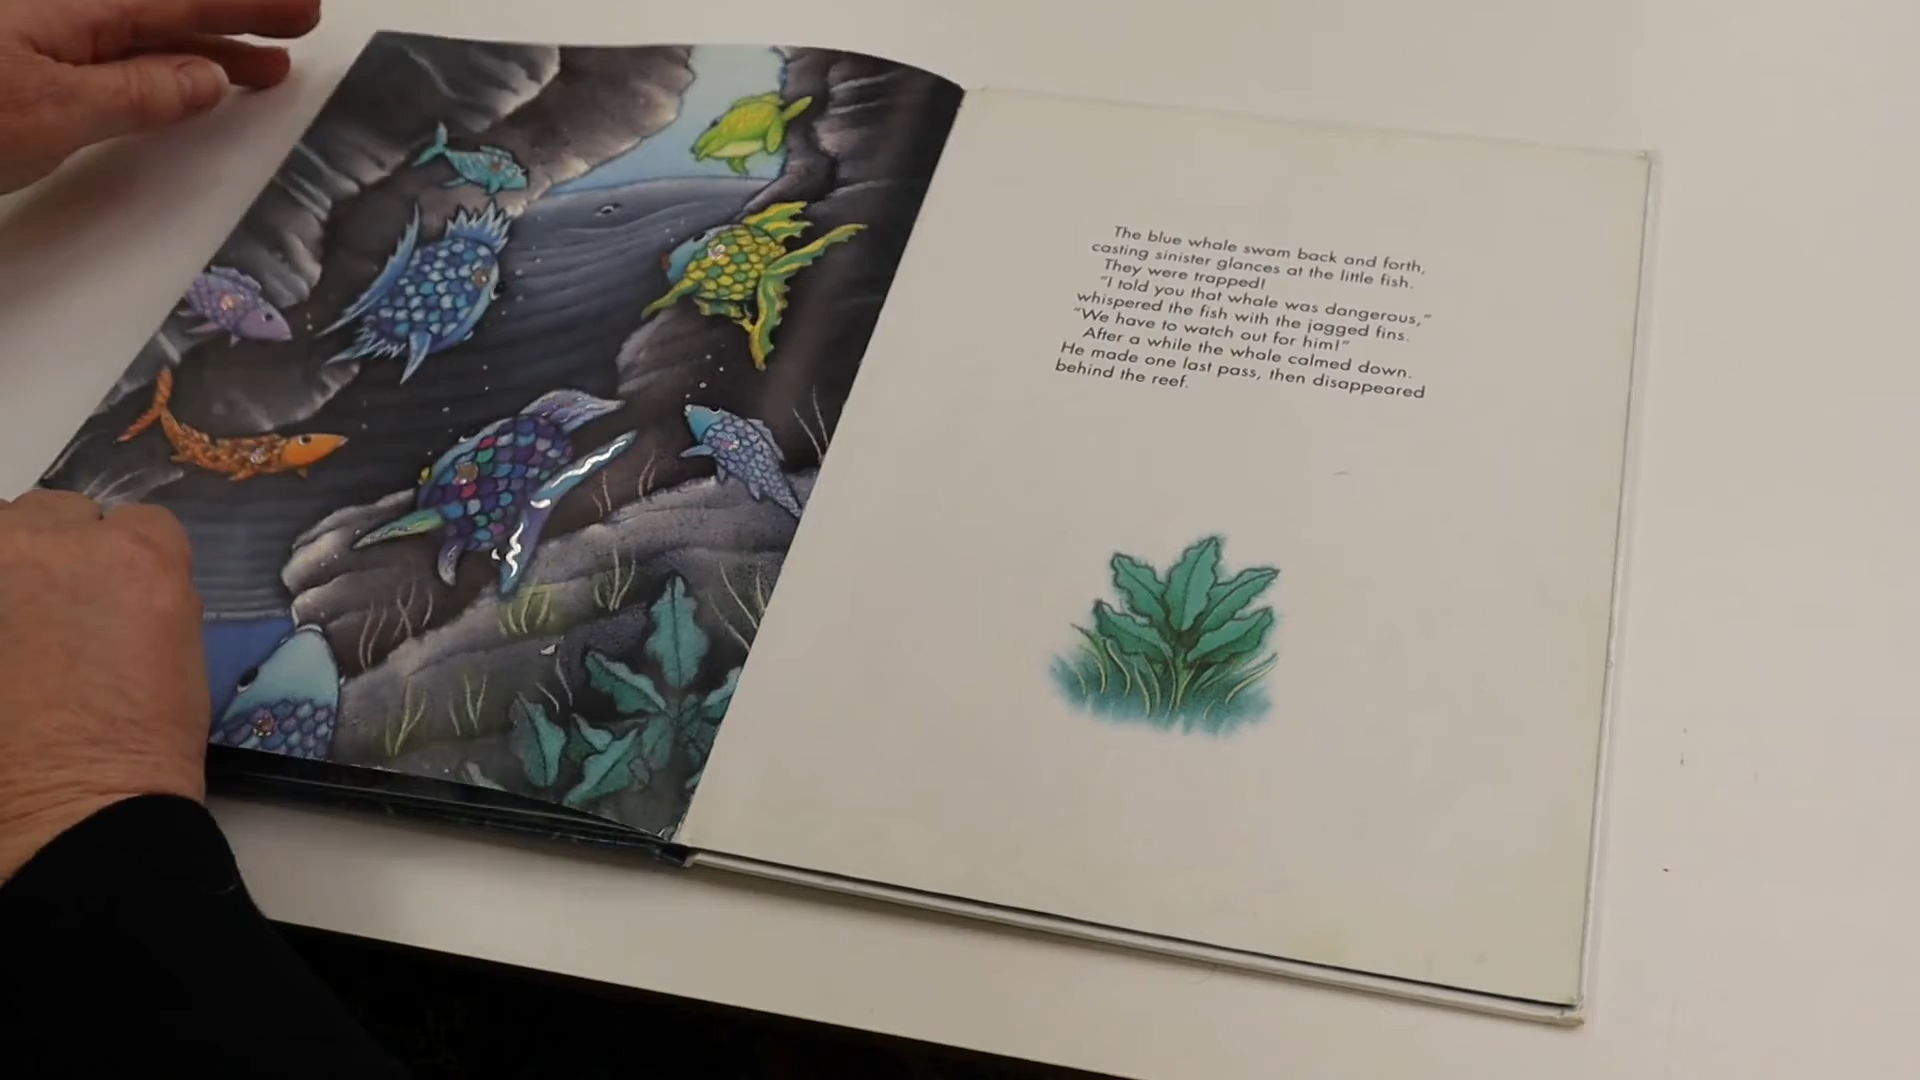 The blue whale swam back and forth,
casting sinister glances at the little fish.
They were trapped!
"I told you that whale was dangerous,"
whispered the fish with the jagged fins.
"We have to watch out for him!"
After a while the whale calmed down.
He made one last pass, then disappeared
behind the reef.